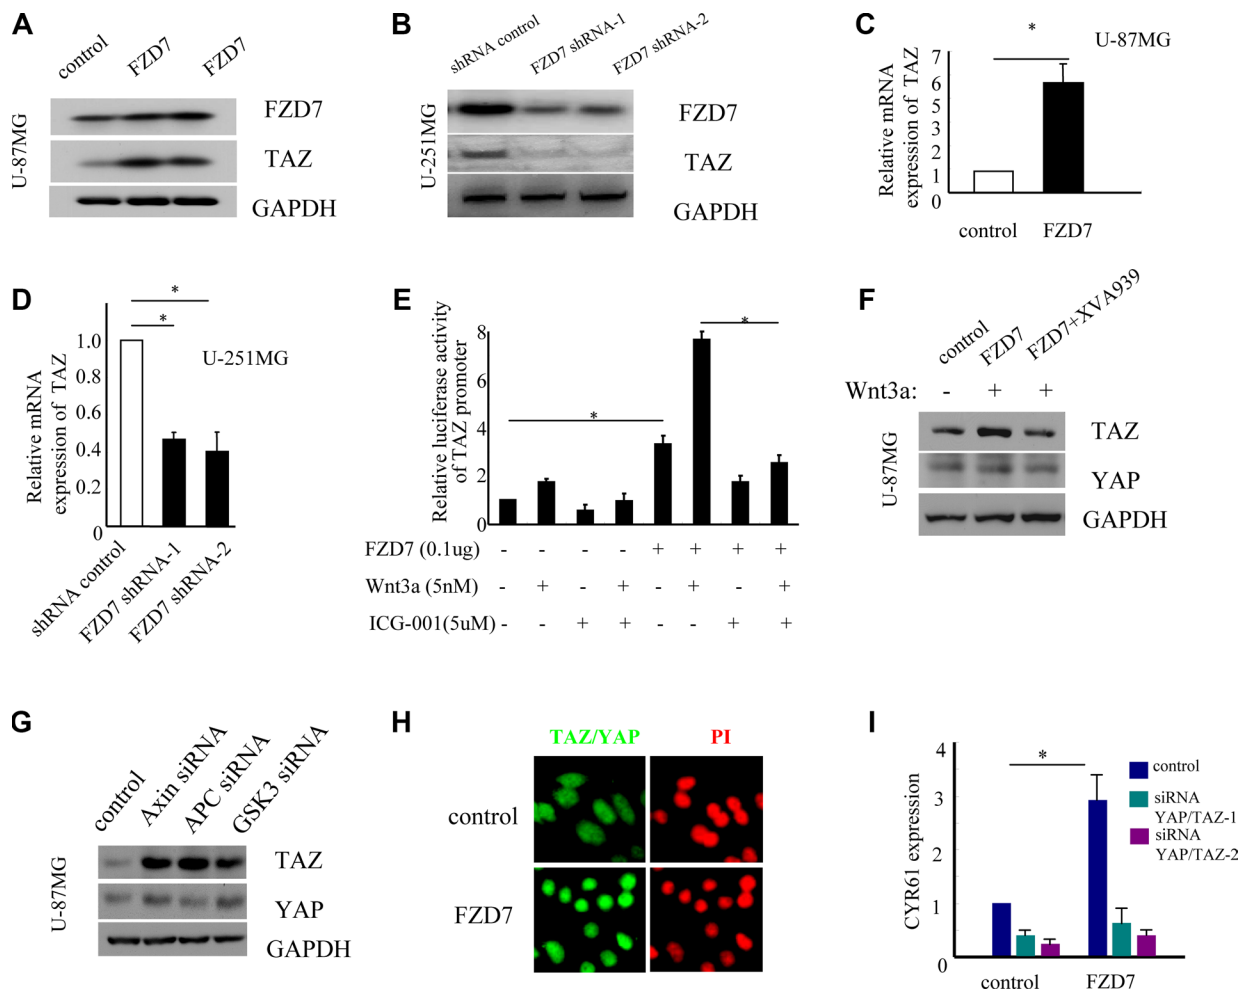 A
control
FZD7
FZD7
U-87MG
FZD7
TAZ
GAPDH
B
shRNA control
FZD7 shRNA-1
FZD7 shRNA-2
U-251MG
FZD7
TAZ
GAPDH
C
*
U-87MG
Relative mRNA
expression of TAZ
7
6
5
3
2
1
0
control
FZD7
D
*
*
U-251MG
Relative mRNA
expression of TAZ
1.0
0.8
0.6
0.4
0.2
0
shRNA control
FZD7 shRNA-1
FZD7 shRNA-2
E
Relative luciferase activity
of TAZ promoter
8
6
4
2
0
*
*
FZD7 (0.1ug) - - - - + + + +
Wnt3a (5nM) - + - + - + - +
ICG-001(5uM) - - + + - - + +
F
control
FZD7
FZD7+XVA939
Wnt3a: - + +
U-87MG
TAZ
YAP
GAPDH
G
control
Axin siRNA
APC siRNA
GSK3 siRNA
U-87MG
TAZ
YAP
GAPDH
H
TAZ/YAP
PI
control
FZD7
I
CYR61 expression
4
3
2
1
0
*
control
siRNA
YAP/TAZ-1
siRNA
YAP/TAZ-2
control
FZD7